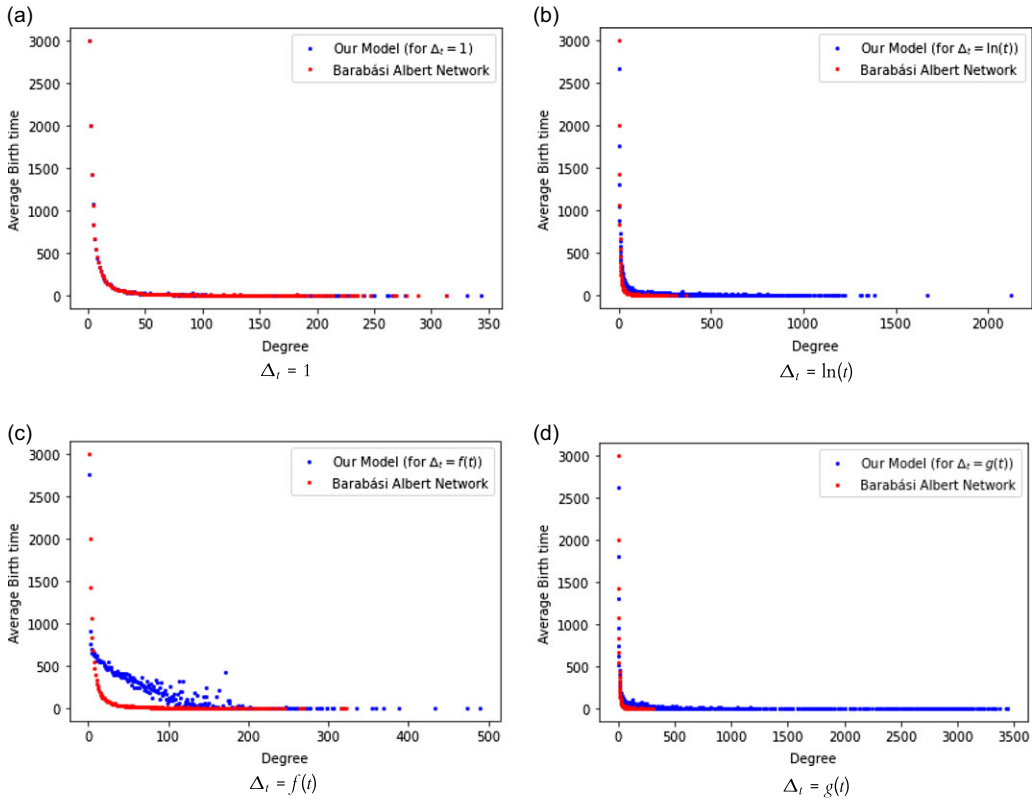 (a)
3000
2500
2000
1500
1000
500
0
Average Birth time
Our Model (for Δt = 1)
Barabási Albert Network
0 50 100 150 200 250 300 350
Degree
Δt = 1
(b)
3000
2500
2000
1500
1000
500
0
Average Birth time
Our Model (for Δt = ln(t))
Barabási Albert Network
0 500 1000 1500 2000
Degree
Δt = ln(t)
(c)
3000
2500
2000
1500
1000
500
0
Average Birth time
Our Model (for Δt = f(t))
Barabási Albert Network
0 100 200 300 400 500
Degree
Δt = f(t)
(d)
3000
2500
2000
1500
1000
500
0
Average Birth time
Our Model (for Δt = g(t))
Barabási Albert Network
0 500 1000 1500 2000 2500 3000 3500
Degree
Δt = g(t)